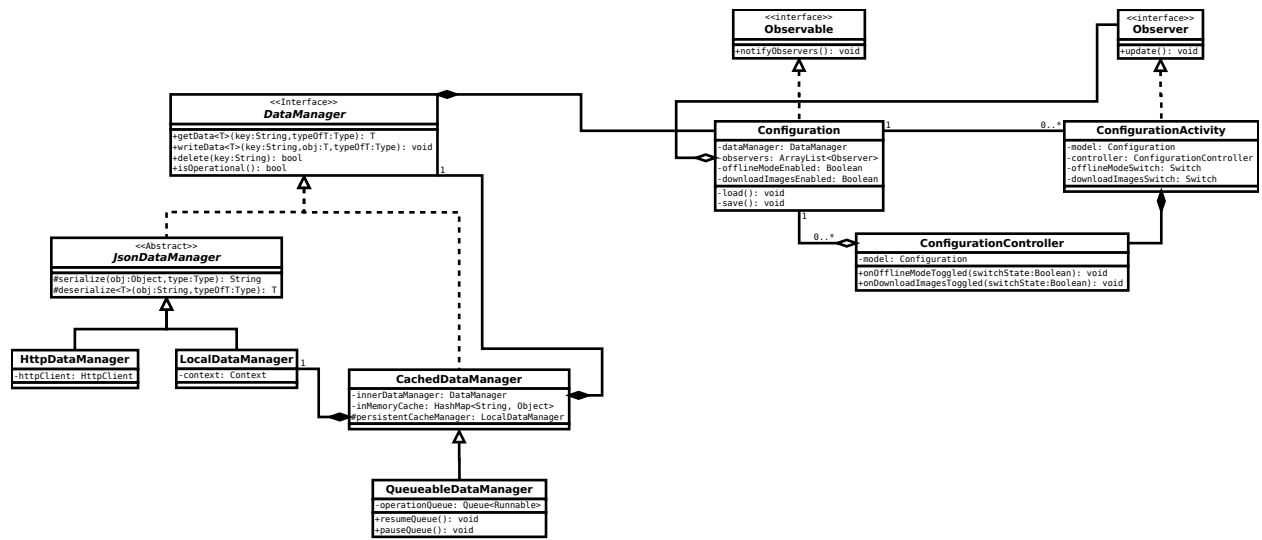 <<interface>>
Observable
+notifyObservers(): void
<<interface>>
Observer
+update(): void
<<Interface>>
DataManager
+getData<T>(key:String,typeOfT:Type): T
+writeData<T>(key:String,obj:T,typeOfT:Type): void
+delete(key:String): bool
+isOperational(): bool
1
Configuration
-dataManager: DataManager
-observers: ArrayList<Observer>
-offlineModeEnabled: Boolean
-downloadImagesEnabled: Boolean
-load(): void
-save(): void
1
0..*
ConfigurationActivity
-model: Configuration
-controller: ConfigurationController
-offlineModeSwitch: Switch
-downloadImagesSwitch: Switch
1
0..*
ConfigurationController
-model: Configuration
+onOfflineModeToggled(switchState:Boolean): void
+onDownloadImagesToggled(switchState:Boolean): void
<<Abstract>>
JsonDataManager
#serialize(obj:Object,type:Type): String
#deserialize<T>(obj:String,typeOfT:Type): T
HttpDataManager
-httpClient: HttpClient
LocalDataManager
-context: Context
1
CachedDataManager
-innerDataManager: DataManager
-inMemoryCache: HashMap<String, Object>
#persistentCacheManager: LocalDataManager
QueueableDataManager
-operationQueue: Queue<Runnable>
+resumeQueue(): void
+pauseQueue(): void